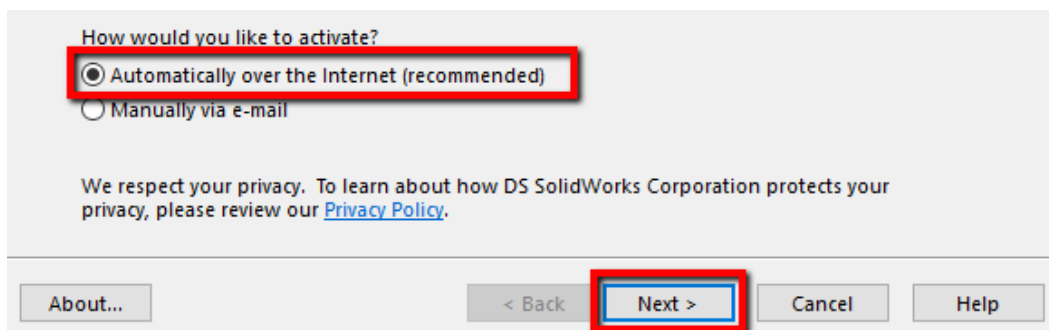 How would you like to activate?
Automatically over the Internet (recommended)
Manually via e-mail
We respect your privacy.  To learn about how DS SolidWorks Corporation protects your
privacy, please review our Privacy Policy.
About... < Back Next > Cancel Help